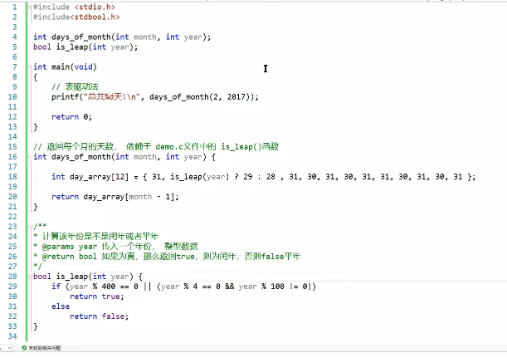 1 #include <stdio.h>
2 #include<stdbool.h>
3
4 int days_of_month(int month, int year);
5 bool is_leap(int year);
6
7 int main(void)
8 {
9 // 表驱动法
10 printf("总共%d天!\n", days_of_month(2, 2017));
11
12 return 0;
13 }
14
15 // 返回每个月的天数， 依赖于 demo.c文件中的 is_leap()函数
16 int days_of_month(int month, int year) {
17
18 int day_array[12] = { 31, is_leap(year) ? 29 : 28 , 31, 30, 31, 30, 31, 31, 30, 31, 30, 31 };
19
20 return day_array[month - 1];
21 }
22
23 /**
24 * 计算该年份是不是闰年或者平年
25 * @params year 传入一个年份， 整型数据
26 * @return bool 如果为真，那么返回true，则为闰年，否则false平年
27 */
28 bool is_leap(int year) {
29 if (year % 400 == 0 || (year % 4 == 0 && year % 100 != 0))
30 return true;
31 else
32 return false;
33 }
34
未找到相关问题